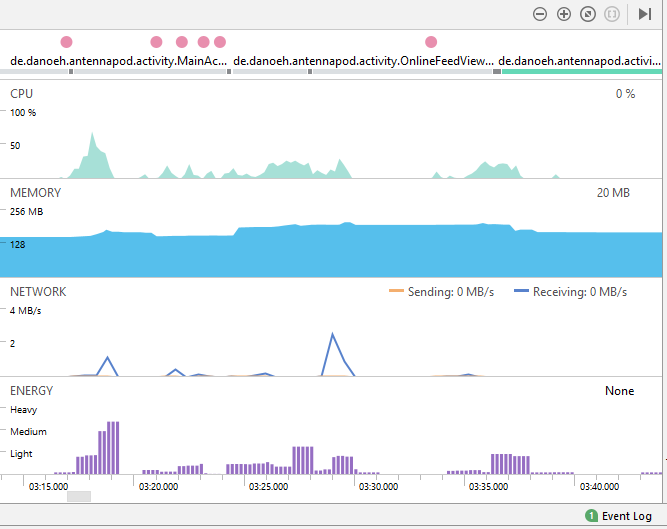 de.danoeh.antennapod.activity.MainAc... de.danoeh.antennapod.activity.OnlineFeedView... de.danoeh.antennapod.activi...
CPU 0 %
100 %
50
MEMORY 20 MB
256 MB
128
NETWORK Sending: 0 MB/s Receiving: 0 MB/s
4 MB/s
2
ENERGY None
Heavy
Medium
Light
03:15.000 03:20.000 03:25.000 03:30.000 03:35.000 03:40.000
1 Event Log